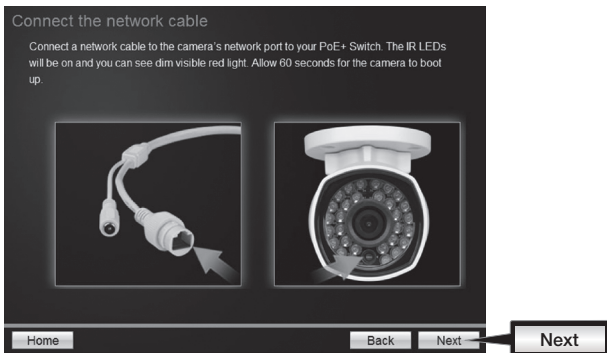 Connect the network cable
Connect a network cable to the camera's network port to your PoE+ Switch. The IR LEDs
will be on and you can see dim visible red light. Allow 60 seconds for the camera to boot
up.
Home
Back
Next
Next